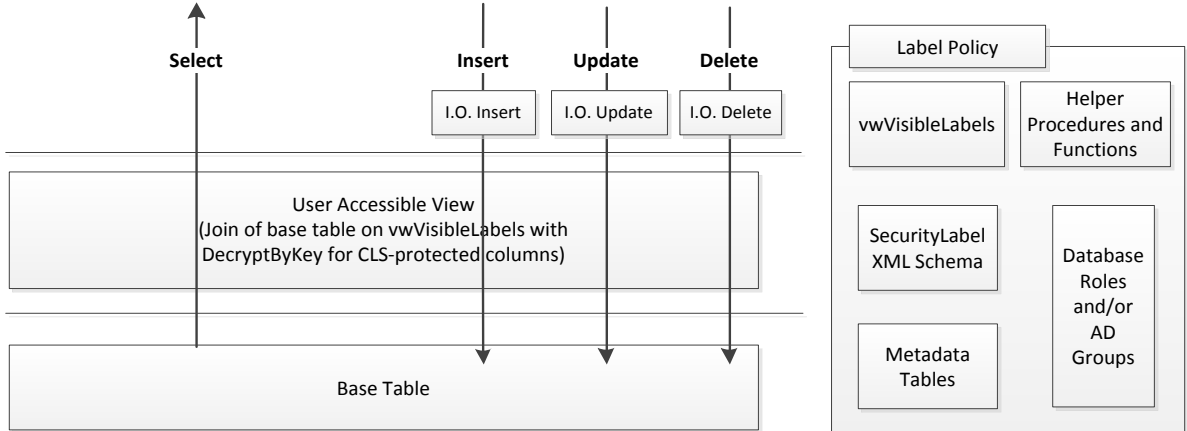 Select
Insert
Update
Delete
I.O. Insert
I.O. Update
I.O. Delete
User Accessible View
(Join of base table on vwVisibleLabels with
DecryptByKey for CLS-protected columns)
Base Table
Label Policy
vwVisibleLabels
Helper
Procedures and
Functions
SecurityLabel
XML Schema
Database
Roles
and/or
AD
Groups
Metadata
Tables